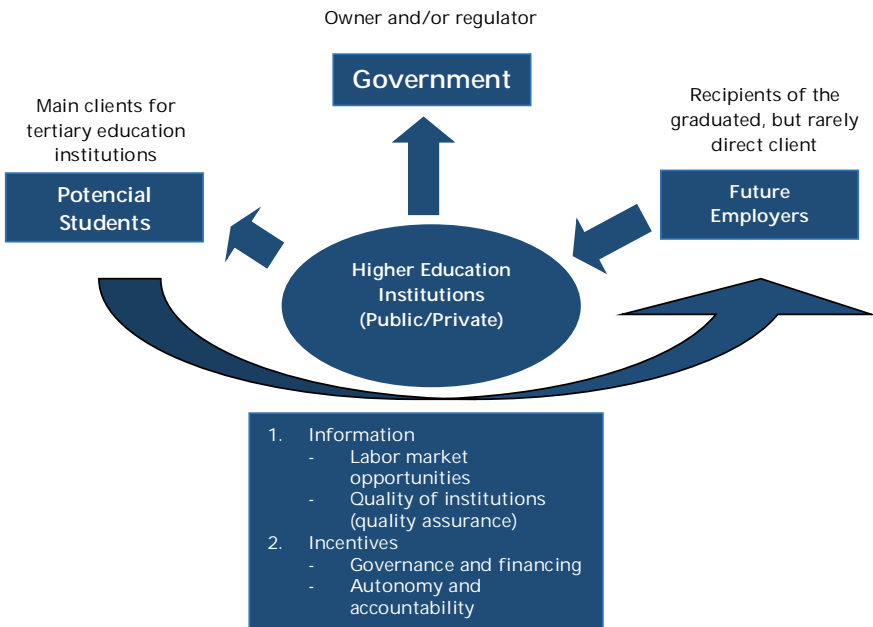 Owner and/or regulator
Government
Main clients for
tertiary education
institutions
Potencial
Students
Recipients of the
graduated, but rarely
direct client
Future
Employers
Higher Education
Institutions
(Public/Private)
1. Information
- Labor market
opportunities
- Quality of institutions
(quality assurance)
2. Incentives
- Governance and financing
- Autonomy and
accountability